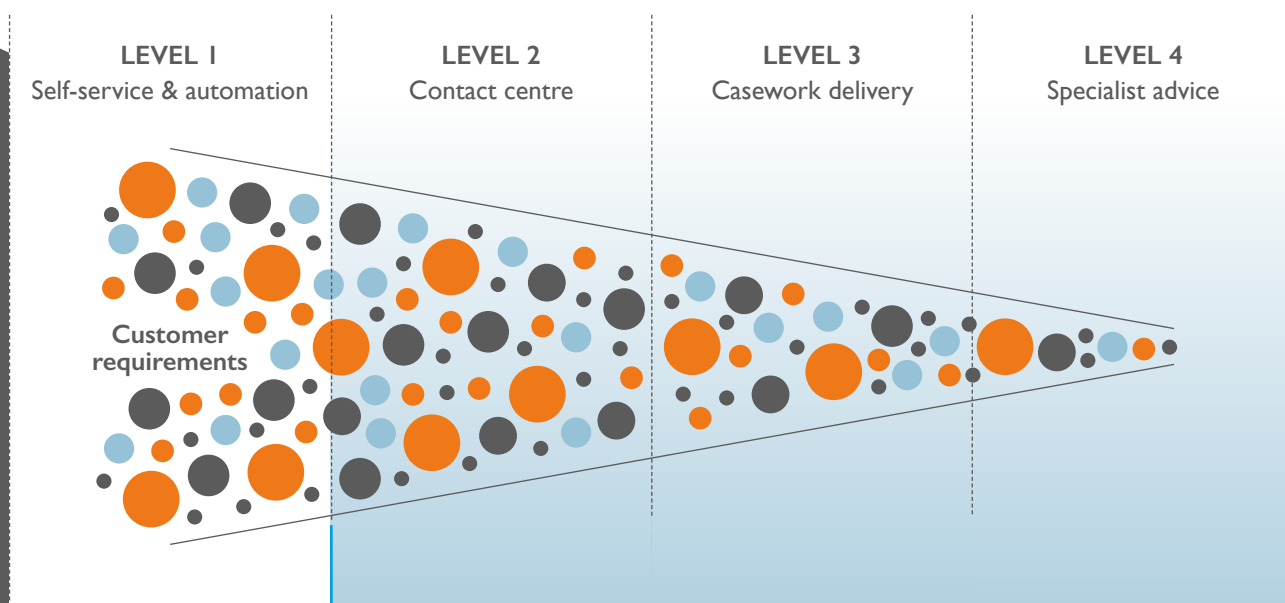 LEVEL 1
Self-service & automation
LEVEL 2
Contact centre
LEVEL 3
Casework delivery
LEVEL 4
Specialist advice
Customer
requirements